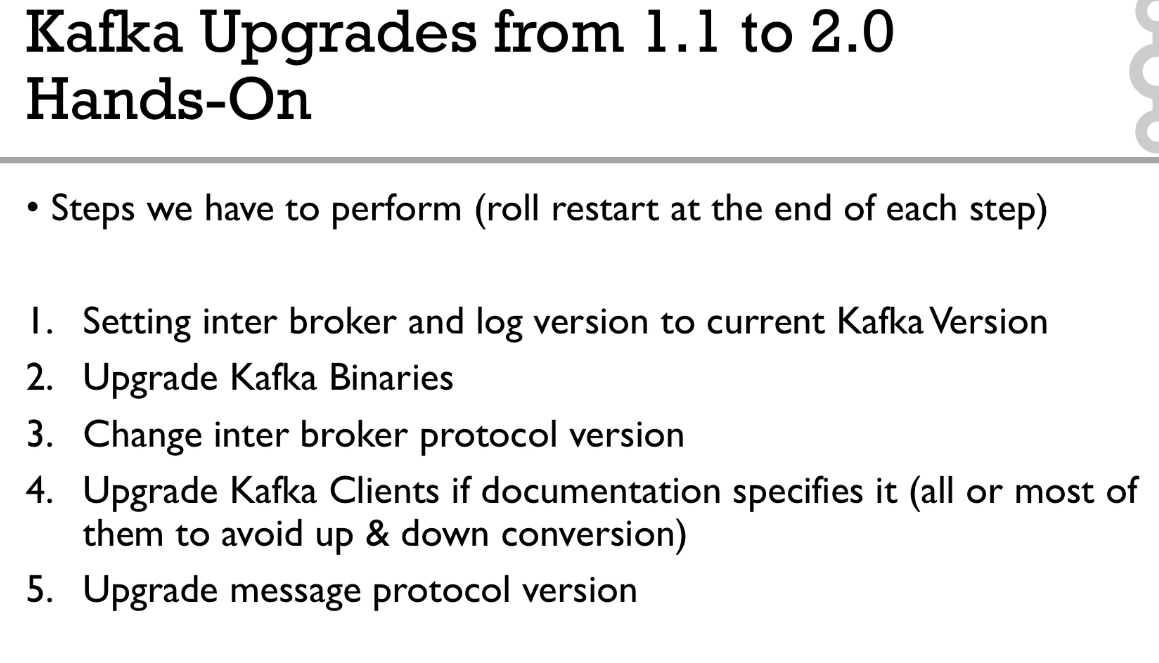 Kafka Upgrades from 1.1 to 2.0
Hands-On
• Steps we have to perform (roll restart at the end of each step)
1. Setting inter broker and log version to current Kafka Version
2. Upgrade Kafka Binaries
3. Change inter broker protocol version
4. Upgrade Kafka Clients if documentation specifies it (all or most of
them to avoid up & down conversion)
5. Upgrade message protocol version